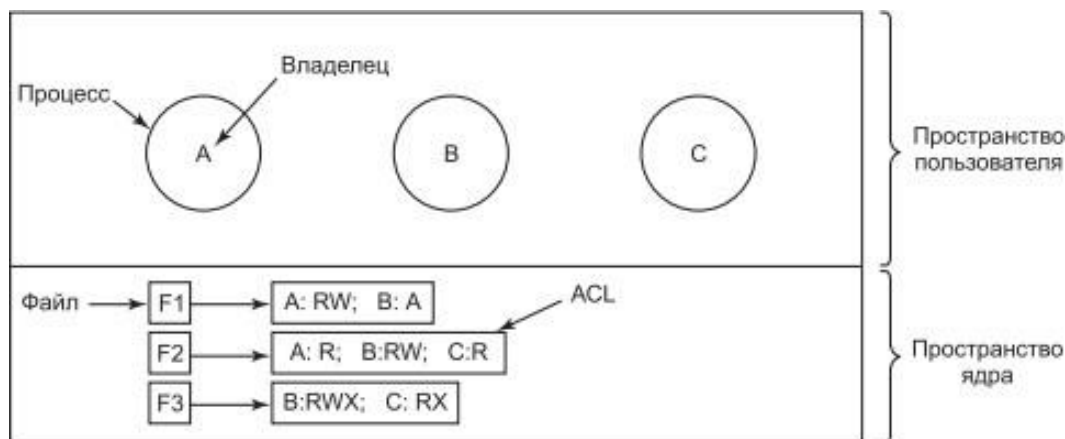 Владелец
Процесс
A
B
C
Пространство
пользователя
Файл
F1
A: RW; B: A
ACL
F2
A: R; B:RW; C:R
F3
B:RWX; C: RX
Пространство
ядра